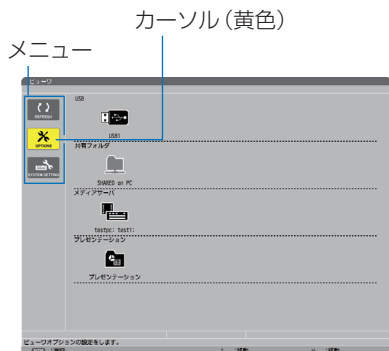 カーソル（黄色）
メニュー
ビューワ
REFRESH
OPTIONS
SYSTEM SETTING
USB
USB1
共有フォルダ
SHARED on PC
メディアサーバ
testpc: test1:
プレゼンテーション
プレゼンテーション
ビューワオプションの設定をします。